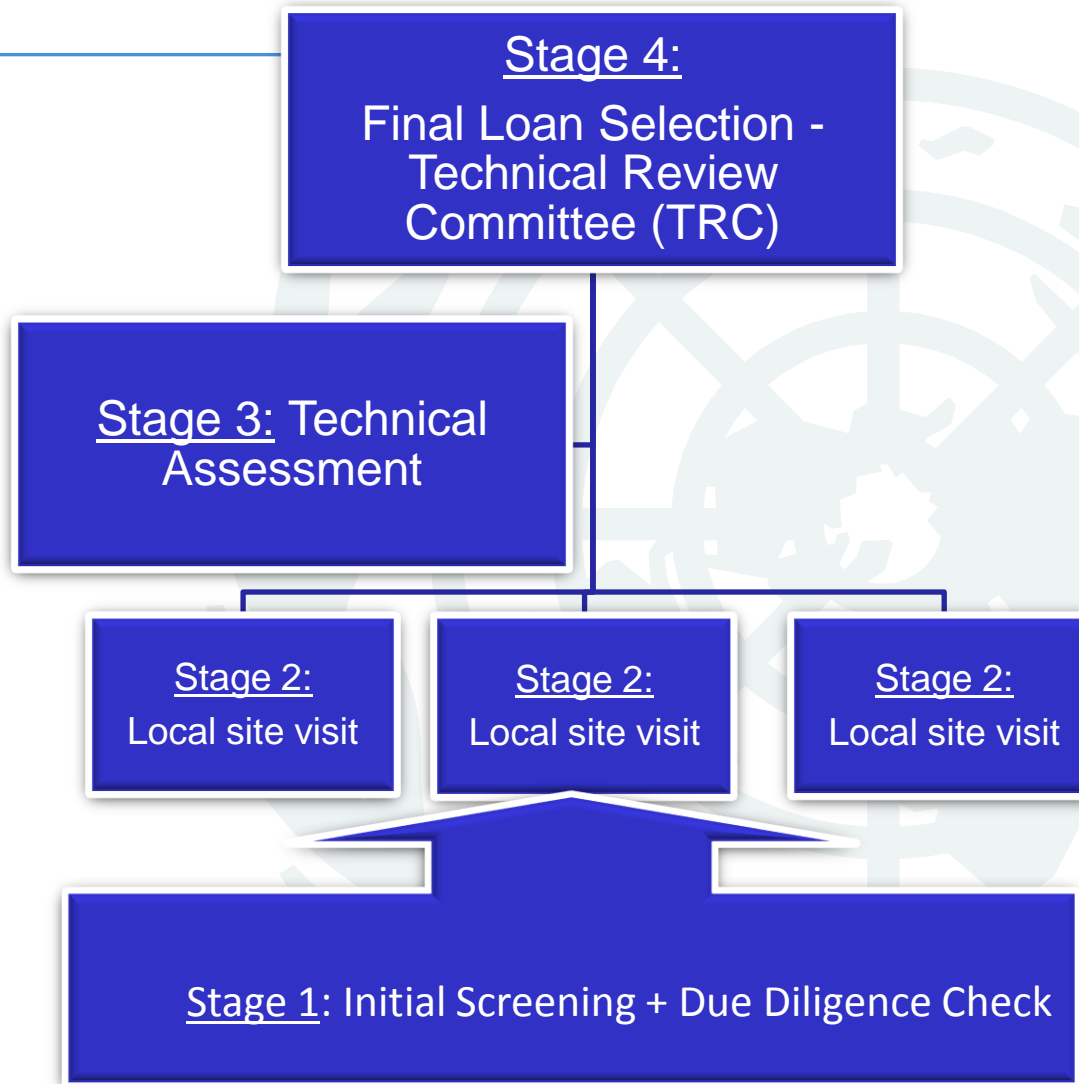 Stage 4:
Final Loan Selection -
Technical Review
Committee (TRC)
Stage 3: Technical
Assessment
Stage 2:
Local site visit
Stage 2:
Local site visit
Stage 2:
Local site visit
Stage 1: Initial Screening + Due Diligence Check